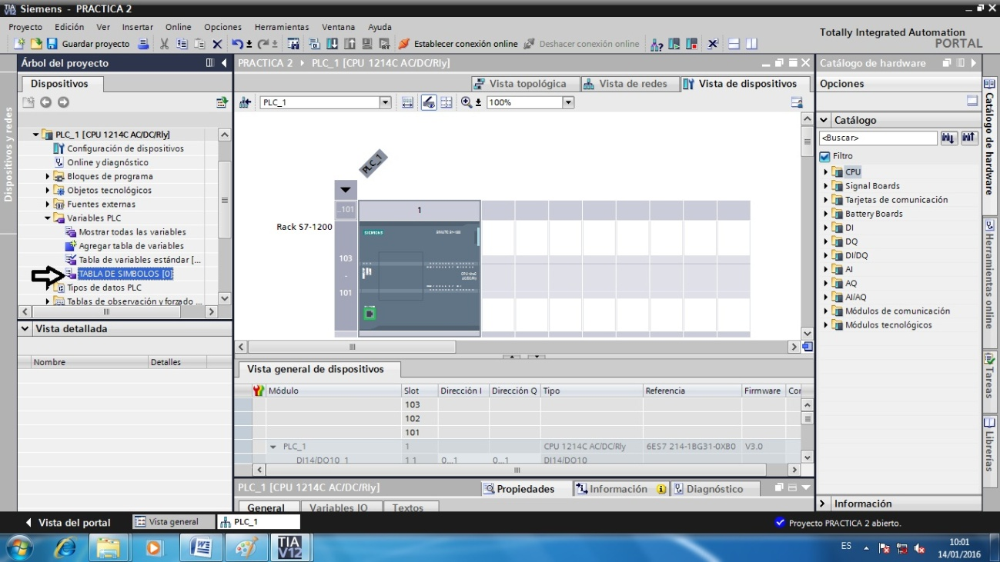 Siemens - PRACTICA 2
Proyecto Edición Ver Insertar Online Opciones Herramientas Ventana Ayuda
Totally Integrated Automation
PORTAL
Guardar proyecto
Establecer conexión online
Deshacer conexión online
Árbol del proyecto
Dispositivos
Dispositivos y redes
PLC_1 [CPU 1214C AC/DC/Rly]
Configuración de dispositivos
Online y diagnóstico
Bloques de programa
Objetos tecnológicos
Fuentes externas
Variables PLC
Mostrar todas las variables
Agregar tabla de variables
Tabla de variables estándar [...
TABLA DE SIMBOLOS [0]
Tipos de datos PLC
Tablas de observación y forzado ...
Vista detallada
Nombre Detalles
PRACTICA 2 PLC_1 [CPU 1214C AC/DC/Rly]
Vista topológica Vista de redes Vista de dispositivos
PLC_1 100%
PLC_1
...101 1
Rack S7-1200
SIEMENS
103
-
101
Vista general de dispositivos
Módulo Slot Dirección I Dirección Q Tipo Referencia Firmware
103
102
101
PLC_1 1 CPU 1214C AC/DC/Rly 6ES7 214-1BG31-0XB0 V3.0
DI14/DO10_1 1 1 0...1 0...1 DI14/DO10
PLC_1 [CPU 1214C AC/DC/Rly]
Propiedades Información Diagnóstico
General Variables IO Textos
Catálogo de hardware
Opciones
Catálogo
<Buscar>
Filtro
CPU
Signal Boards
Tarjetas de comunicación
Battery Boards
DI
DQ
DI/DQ
AI
AQ
AI/AQ
Módulos de comunicación
Módulos tecnológicos
Información
Catálogo de hardware
Herramientas online
Tareas
Librerías
Vista del portal Vista general PLC_1
Proyecto PRACTICA 2 abierto.
TIA
V12
ES
10:01
14/01/2016